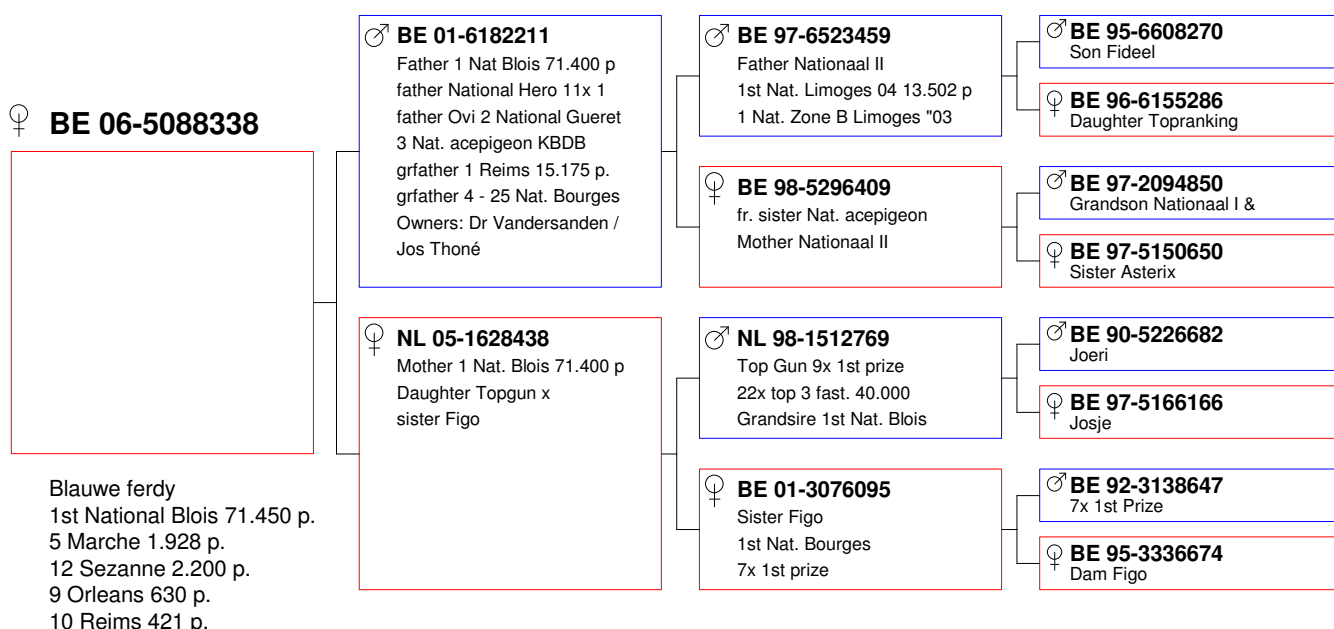 BE 06-5088338
Blauwe ferdy
1st National Blois 71.450 p.
5 Marche 1.928 p.
12 Sezanne 2.200 p.
9 Orleans 630 p.
10 Reims 421 p.
BE 01-6182211
Father 1 Nat Blois 71.400 p
father National Hero 11x 1
father Ovi 2 National Gueret
3 Nat. acepigeon KBDB
grfather 1 Reims 15.175 p.
grfather 4 - 25 Nat. Bourges
Owners: Dr Vandersanden /
Jos Thoné
NL 05-1628438
Mother 1 Nat. Blois 71.400 p
Daughter Topgun x
sister Figo
BE 97-6523459
Father Nationaal II
1st Nat. Limoges 04 13.502 p
1 Nat. Zone B Limoges "03
BE 98-5296409
fr. sister Nat. acepigeon
Mother Nationaal II
NL 98-1512769
Top Gun 9x 1st prize
22x top 3 fast. 40.000
Grandsire 1st Nat. Blois
BE 01-3076095
Sister Figo
1st Nat. Bourges
7x 1st prize
BE 95-6608270
Son Fideel
BE 96-6155286
Daughter Topranking
BE 97-2094850
Grandson Nationaal I &
BE 97-5150650
Sister Asterix
BE 90-5226682
Joeri
BE 97-5166166
Josje
BE 92-3138647
7x 1st Prize
BE 95-3336674
Dam Figo